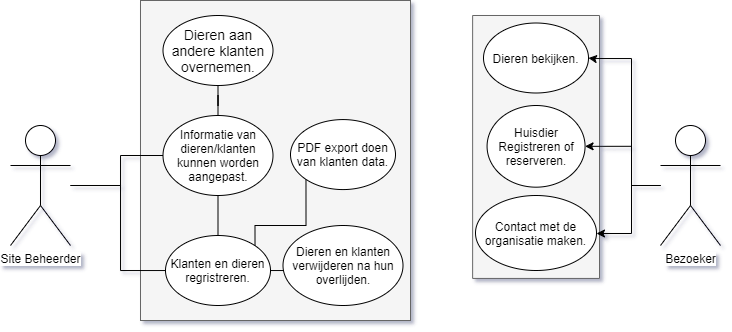 Dieren aan
andere klanten
overnemen.
Informatie van
dieren/klanten
kunnen worden
aangepast.
PDF export doen
van klanten data.
Klanten en dieren
regristreren.
Dieren en klanten
verwijderen na hun
overlijden.
Site Beheerder
Dieren bekijken.
Huisdier
Registreren of
reserveren.
Contact met de
organisatie maken.
Bezoeker